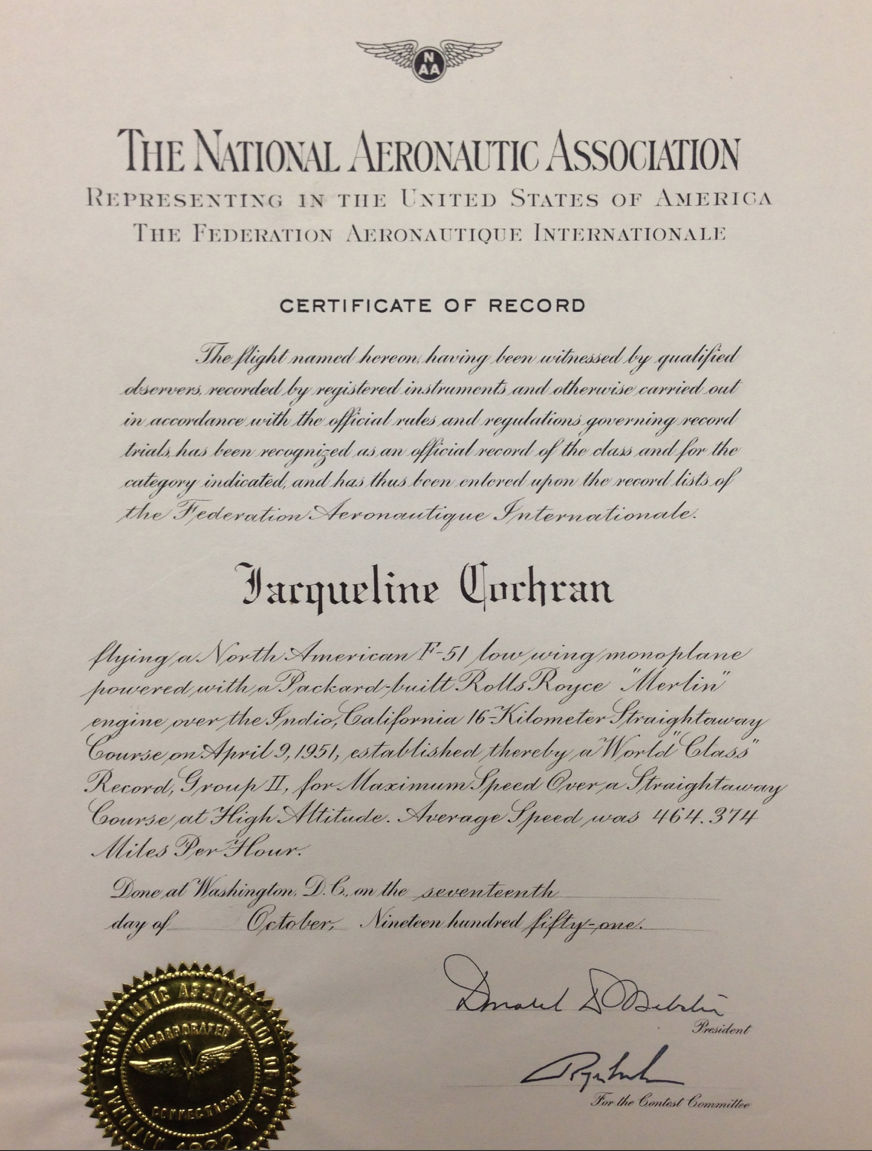 N
AA
THE NATIONAL AERONAUTIC ASSOCIATION
REPRESENTING IN THE UNITED STATES OF AMERICA
THE FEDERATION AERONAUTIQUE INTERNATIONALE
CERTIFICATE OF RECORD
The flight named hereon, having been witnessed by qualified
observers, recorded by registered instruments and otherwise carried out
in accordance with the official rules and regulations governing record
trials, has been recognized as an official record of the class and for the
category indicated, and has thus been entered upon the record lists of
the Federation Aeronautique Internationale.
Jacqueline Cochran
flying a North American F-51 low wing monoplane
powered with a Packard-built Rolls Royce "Merlin"
engine over the Indio, California 16-Kilometer Straightaway
Course on April 9, 1951, established thereby a "World "Class"
Record, Group II, for Maximum Speed Over a Straightaway
Course at High Altitude. Average Speed was 464.374
Miles Per Hour.
Done at Washington, D.C., on the seventeenth
day of October, Nineteen hundred fifty-one.
President
For the Contest Committee
AERONAUTIC ASSOCIATION OF U.S.A.
INCORPORATED
CONNECTICUT
1922